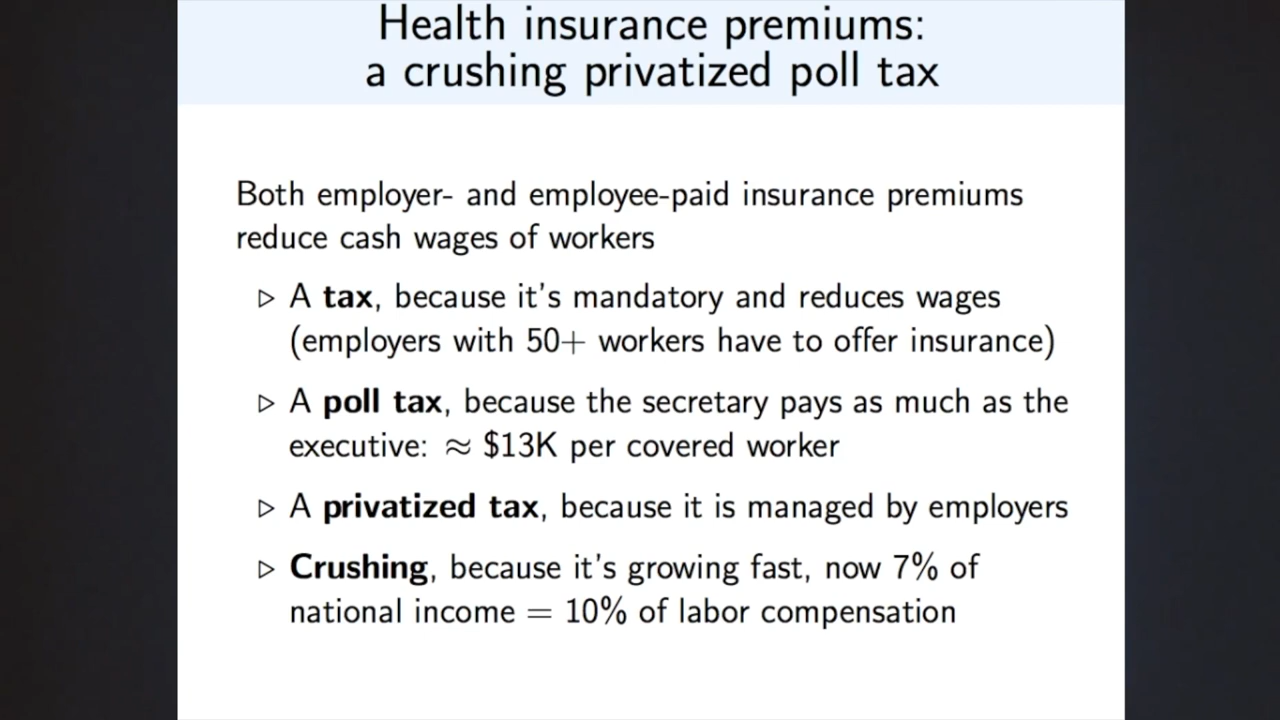 Health insurance premiums:
a crushing privatized poll tax
Both employer- and employee-paid insurance premiums
reduce cash wages of workers
▷ A tax, because it's mandatory and reduces wages
(employers with 50+ workers have to offer insurance)
▷ A poll tax, because the secretary pays as much as the
executive: ≈ $13K per covered worker
▷ A privatized tax, because it is managed by employers
▷ Crushing, because it's growing fast, now 7% of
national income = 10% of labor compensation